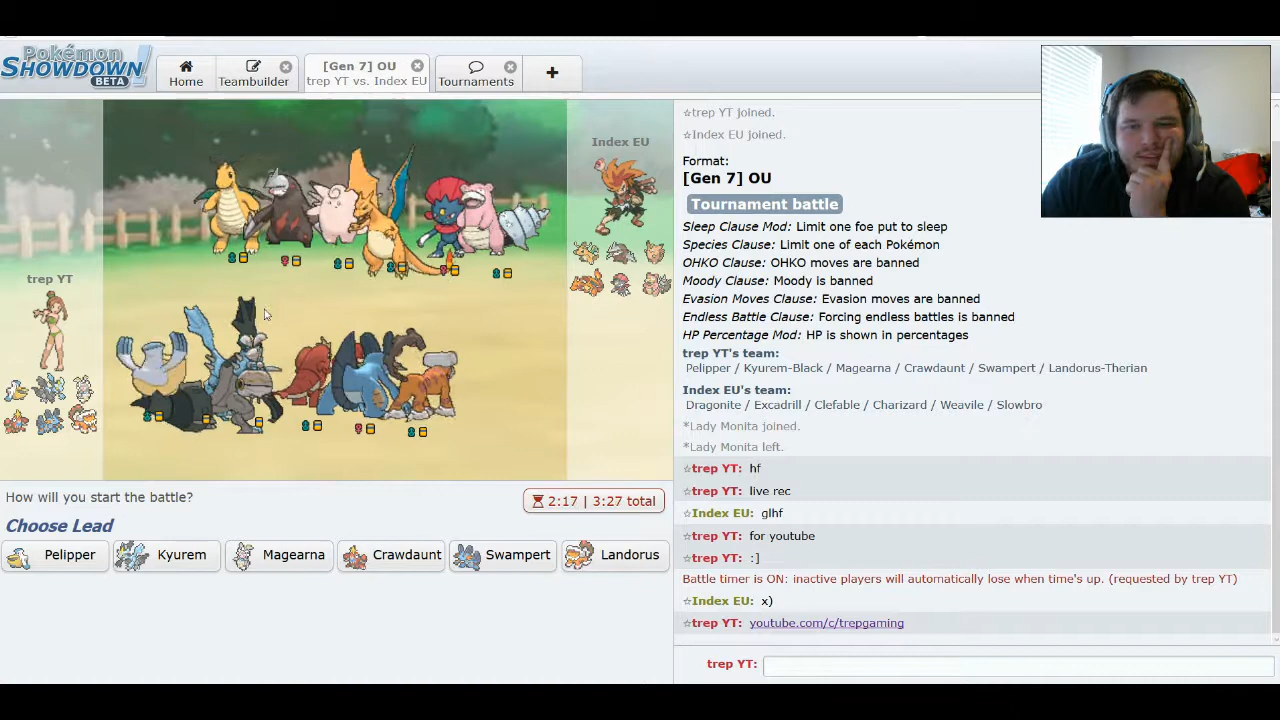 Pokémon
SHOWDOWN!
BETA
Home
Teambuilder
[Gen 7] OU
trep YT vs. Index EU
Tournaments
+
trep YT
Index EU
☆trep YT joined.
☆Index EU joined.
Format:
[Gen 7] OU
Tournament battle
Sleep Clause Mod: Limit one foe put to sleep
Species Clause: Limit one of each Pokémon
OHKO Clause: OHKO moves are banned
Moody Clause: Moody is banned
Evasion Moves Clause: Evasion moves are banned
Endless Battle Clause: Forcing endless battles is banned
HP Percentage Mod: HP is shown in percentages
trep YT's team:
Pelipper / Kyurem-Black / Magearna / Crawdaunt / Swampert / Landorus-Therian
Index EU's team:
Dragonite / Excadrill / Clefable / Charizard / Weavile / Slowbro
*Lady Monita joined.
*Lady Monita left.
☆trep YT: hf
☆trep YT: live rec
☆Index EU: glhf
☆trep YT: for youtube
☆trep YT: :]
Battle timer is ON: inactive players will automatically lose when time's up. (requested by trep YT)
☆Index EU: x)
☆trep YT: youtube.com/c/trepgaming
trep YT:
How will you start the battle?
2:17 | 3:27 total
Choose Lead
Pelipper
Kyurem
Magearna
Crawdaunt
Swampert
Landorus